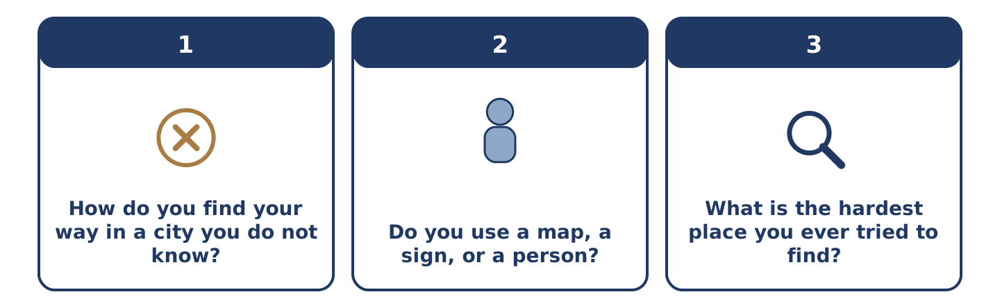 1
How do you find your
way in a city you do not
know?
2
Do you use a map, a
sign, or a person?
3
What is the hardest
place you ever tried to
find?